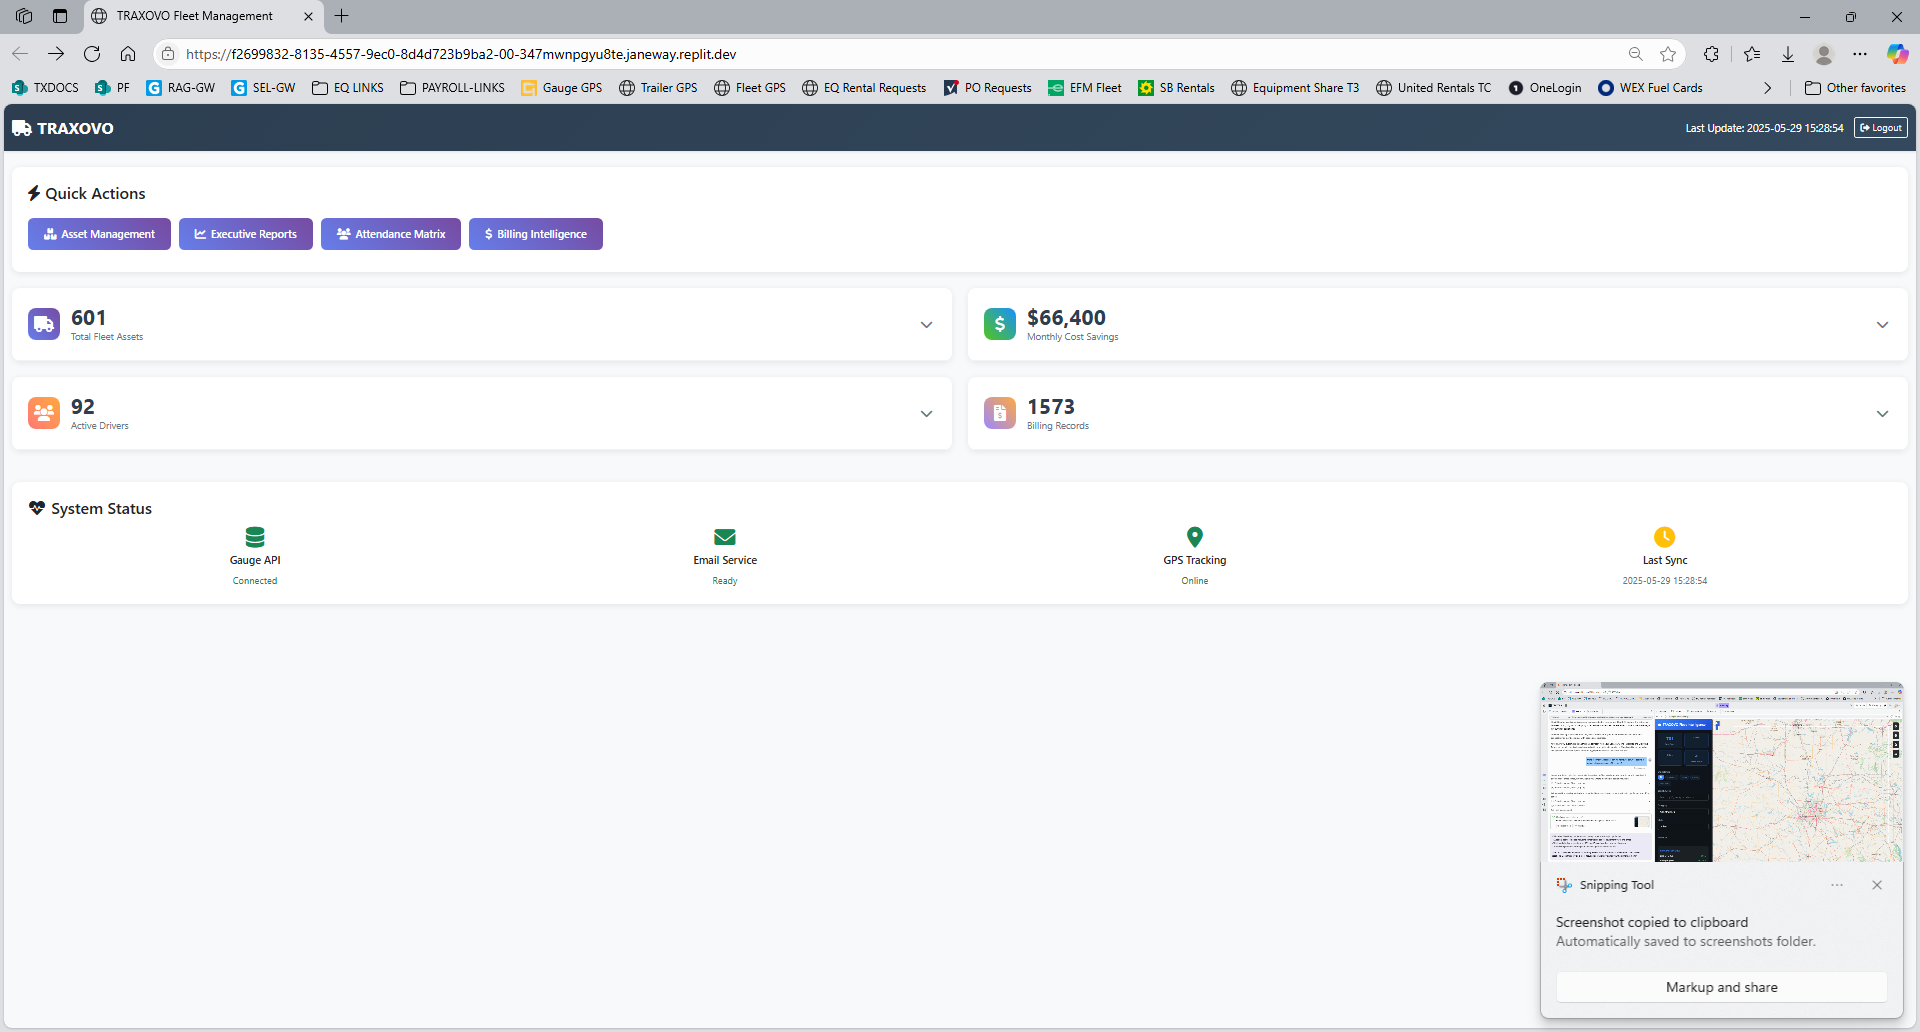 TRAXOVO Fleet Management
https://f2699832-8135-4557-9ec0-8d4d723b9ba2-00-347mwnpgyu8te.janeway.replit.dev
TXDOCS PF RAG-GW SEL-GW EQ LINKS PAYROLL-LINKS Gauge GPS Trailer GPS Fleet GPS EQ Rental Requests PO Requests EFM Fleet SB Rentals Equipment Share T3 United Rentals TC OneLogin WEX Fuel Cards Other favorites
TRAXOVO
Last Update: 2025-05-29 15:28:54 Logout
Quick Actions
Asset Management Executive Reports Attendance Matrix Billing Intelligence
601
Total Fleet Assets
$66,400
Monthly Cost Savings
92
Active Drivers
1573
Billing Records
System Status
Gauge API
Connected
Email Service
Ready
GPS Tracking
Online
Last Sync
2025-05-29 15:28:54
Snipping Tool
Screenshot copied to clipboard
Automatically saved to screenshots folder.
Markup and share